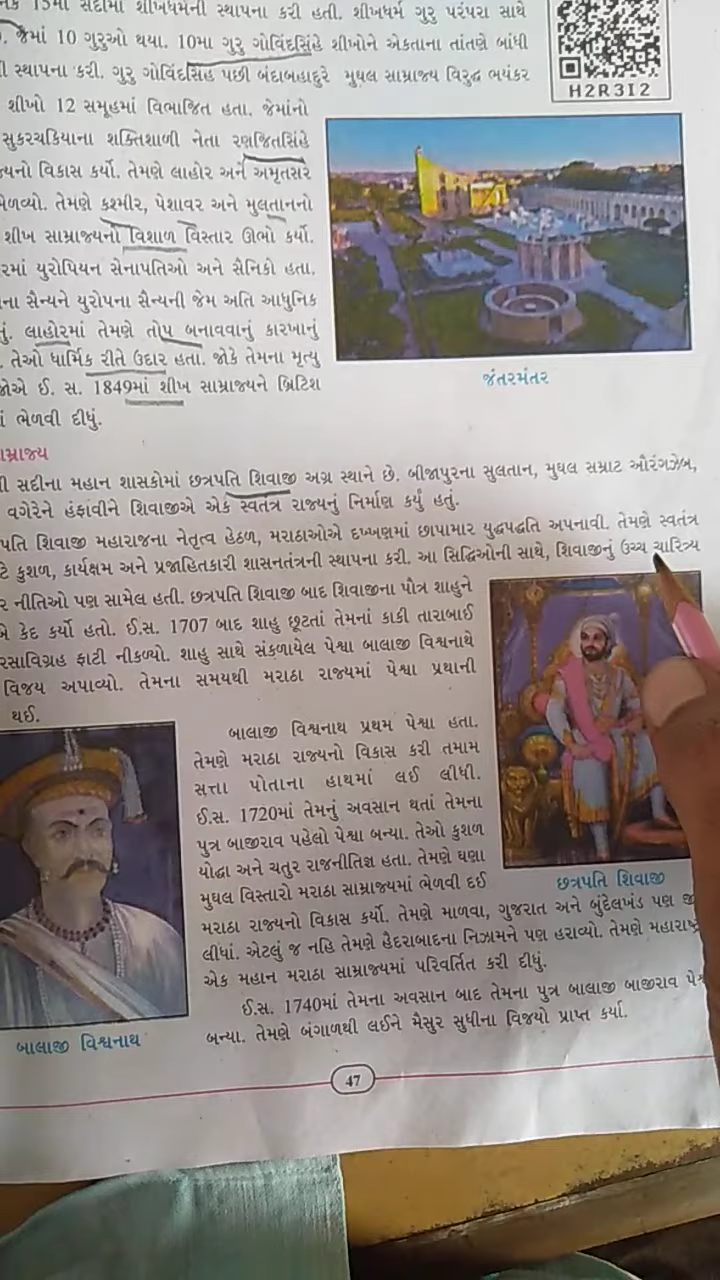 15માં સદીમાં શીખધર્મની સ્થાપના કરી હતી. શીખધર્મ ગુરુ પરંપરા સાથે
જેમાં 10 ગુરુઓ થયા. 10મા ગુરુ ગોવિંદસિંહે શીખોને એકતાના તાંતણે બાંધી
સ્થાપના કરી. ગુરુ ગોવિંદસિંહ પછી બંદાબહાદુરે મુઘલ સામ્રાજ્ય વિરુદ્ધ ભયંકર
H2R3I2
શીખો 12 સમૂહમાં વિભાજિત હતા. જેમાંનો
સુકરચકિયાના શક્તિશાળી નેતા રણજિતસિંહે
વિકાસ કર્યો. તેમણે લાહોર અને અમૃતસર
મેળવ્યો. તેમણે કશ્મીર, પેશાવર અને મુલતાનનો
શીખ સામ્રાજ્યનો વિશાળ વિસ્તાર ઊભો કર્યો.
યુરોપિયન સેનાપતિઓ અને સૈનિકો હતા.
સૈન્યને યુરોપના સૈન્યની જેમ અતિ આધુનિક
લાહોરમાં તેમણે તોપ બનાવવાનું કારખાનું
તેઓ ધાર્મિક રીતે ઉદાર હતા. જોકે તેમના મૃત્યુ
ઈ. સ. 1849માં શીખ સામ્રાજ્યને બ્રિટિશ
ભેળવી દીધું.
જંતરમંતર
સદીના મહાન શાસકોમાં છત્રપતિ શિવાજી અગ્ર સ્થાને છે. બીજાપુરના સુલતાન, મુઘલ સમ્રાટ ઔરંગઝેબ,
વગેરેને હંફાવીને શિવાજીએ એક સ્વતંત્ર રાજ્યનું નિર્માણ કર્યું હતું.
શિવાજી મહારાજના નેતૃત્વ હેઠળ, મરાઠાઓએ દખ્ખણમાં છાપામાર યુદ્ધપદ્ધતિ અપનાવી. તેમણે સ્વતંત્ર
કુશળ, કાર્યક્ષમ અને પ્રજાહિતકારી શાસનતંત્રની સ્થાપના કરી. આ સિદ્ધિઓની સાથે, શિવાજીનું ઉચ્ચ ચારિત્ર્ય
નીતિઓ પણ સામેલ હતી. છત્રપતિ શિવાજી બાદ શિવાજીના પૌત્ર શાહુને
કેદ કર્યો હતો. ઈ.સ. 1707 બાદ શાહુ છૂટતાં તેમનાં કાકી તારાબાઈ
ફાટી નીકળ્યો. શાહુ સાથે સંકળાયેલ પેશ્વા બાલાજી વિશ્વનાથે
વિજય અપાવ્યો. તેમના સમયથી મરાઠા રાજ્યમાં પેશ્વા પ્રથાની
થઈ.
બાલાજી વિશ્વનાથ પ્રથમ પેશ્વા હતા.
તેમણે મરાઠા રાજ્યનો વિકાસ કરી તમામ
સત્તા પોતાના હાથમાં લઈ લીધી.
ઈ.સ. 1720માં તેમનું અવસાન થતાં તેમના
પુત્ર બાજીરાવ પહેલો પેશ્વા બન્યા. તેઓ કુશળ
યોદ્ધા અને ચતુર રાજનીતિજ્ઞ હતા. તેમણે ઘણા
મુઘલ વિસ્તારો મરાઠા સામ્રાજ્યમાં ભેળવી દઈ
મરાઠા રાજ્યનો વિકાસ કર્યો. તેમણે માળવા, ગુજરાત અને બુંદેલખંડ પણ
લીધાં. એટલું જ નહિ તેમણે હૈદરાબાદના નિઝામને પણ હરાવ્યો. તેમણે
એક મહાન મરાઠા સામ્રાજ્યમાં પરિવર્તિત કરી દીધું.
ઈ.સ. 1740માં તેમના અવસાન બાદ તેમના પુત્ર બાલાજી બાજીરાવ
બન્યા. તેમણે બંગાળથી લઈને મૈસુર સુધીના વિજયો પ્રાપ્ત કર્યા.
છત્રપતિ શિવાજી
બાલાજી વિશ્વનાથ
47